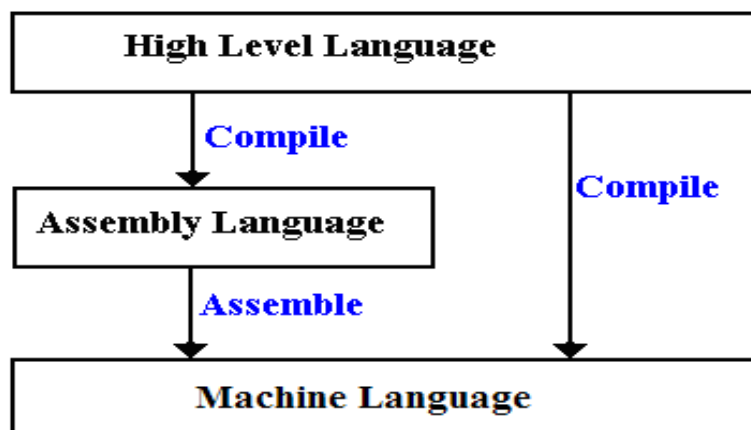 High Level Language
Compile
Compile
Assembly Language
Assemble
Machine Language